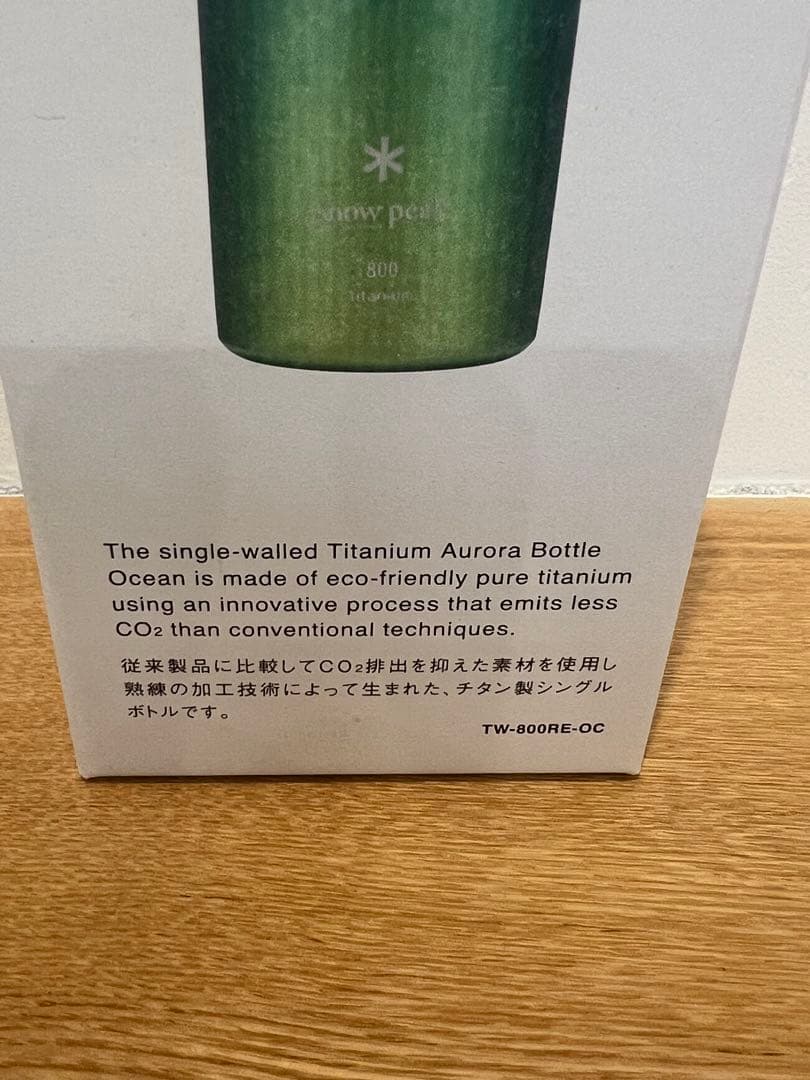 snow peak
800
titanium
The single-walled Titanium Aurora Bottle
Ocean is made of eco-friendly pure titanium
using an innovative process that emits less
CO₂ than conventional techniques.
従来製品に比較してCO₂排出を抑えた素材を使用し
熟練の加工技術によって生まれた、チタン製シングル
ボトルです。
TW-800RE-OC